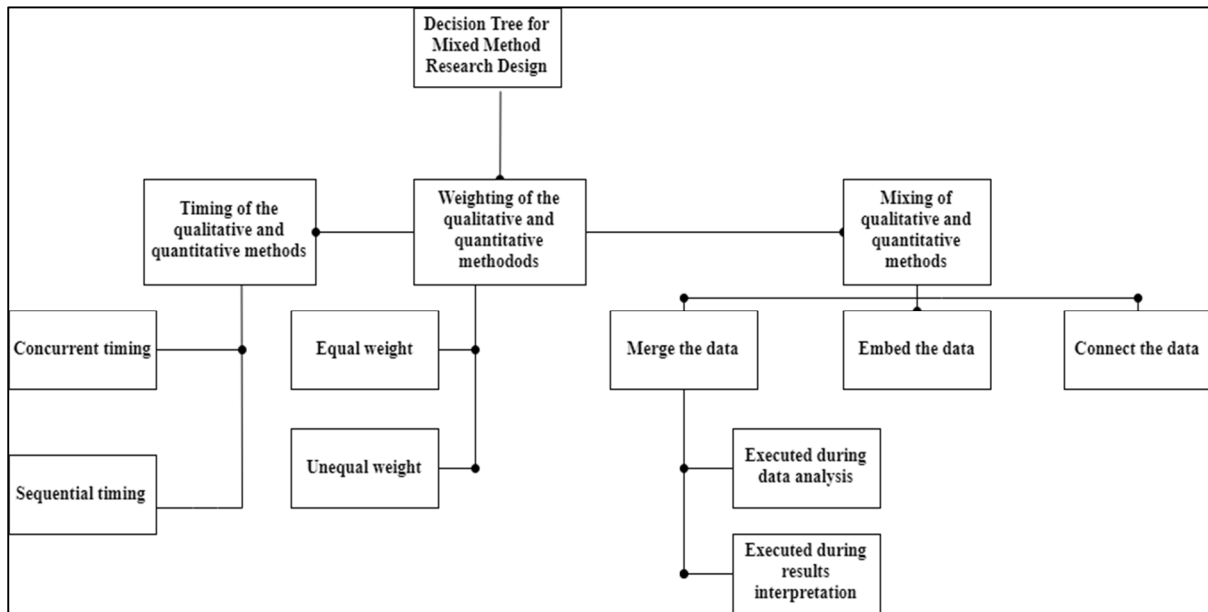 Decision Tree for
Mixed Method
Research Design
Timing of the
qualitative and
quantitative methods
Weighting of the
qualitative and
quantitative
methodods
Mixing of
qualitative and
quantitative
methods
Concurrent timing
Equal weight
Merge the data
Embed the data
Connect the data
Sequential timing
Unequal weight
Executed during
data analysis
Executed during
results
interpretation